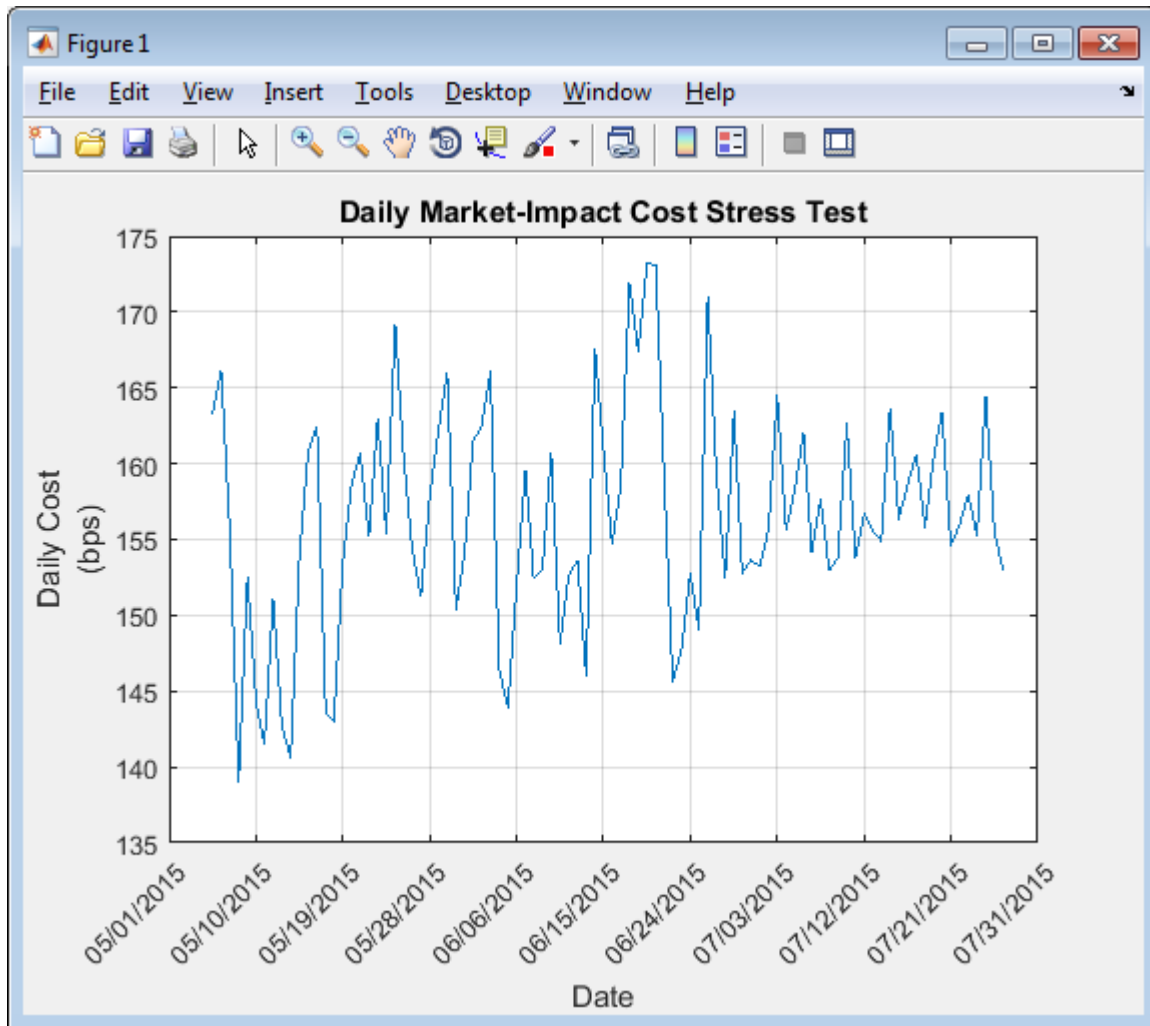 Figure 1
File Edit View Insert Tools Desktop Window Help
Daily Market-Impact Cost Stress Test
175
170
165
160
155
150
145
140
135
Daily Cost
(bps)
05/01/2015 05/10/2015 05/19/2015 05/28/2015 06/06/2015 06/15/2015 06/24/2015 07/03/2015 07/12/2015 07/21/2015 07/31/2015
Date